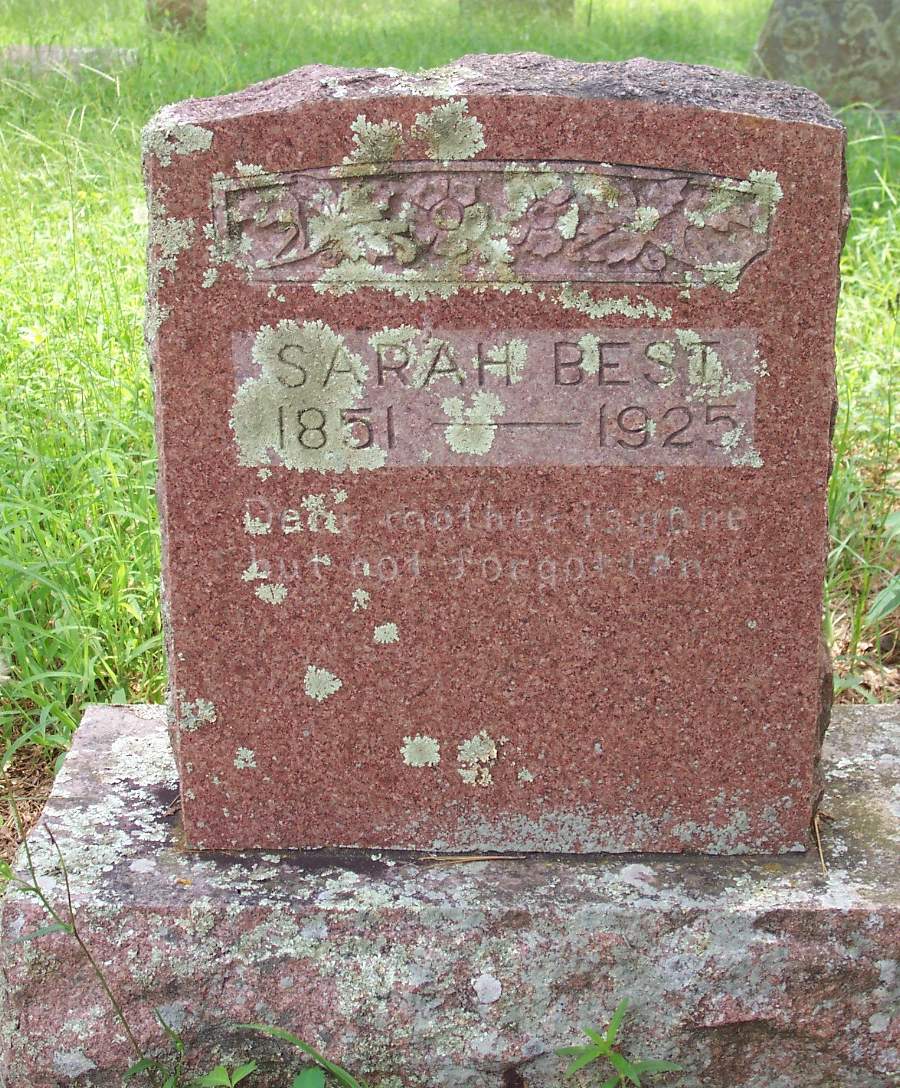 SARAH BEST
1851 — 1925
Dear mother is gone
but not forgotten